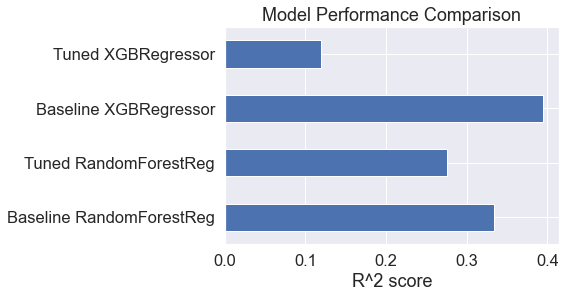 Model Performance Comparison
Tuned XGBRegressor
Baseline XGBRegressor
Tuned RandomForestReg
Baseline RandomForestReg
0.0 0.1 0.2 0.3 0.4
R^2 score